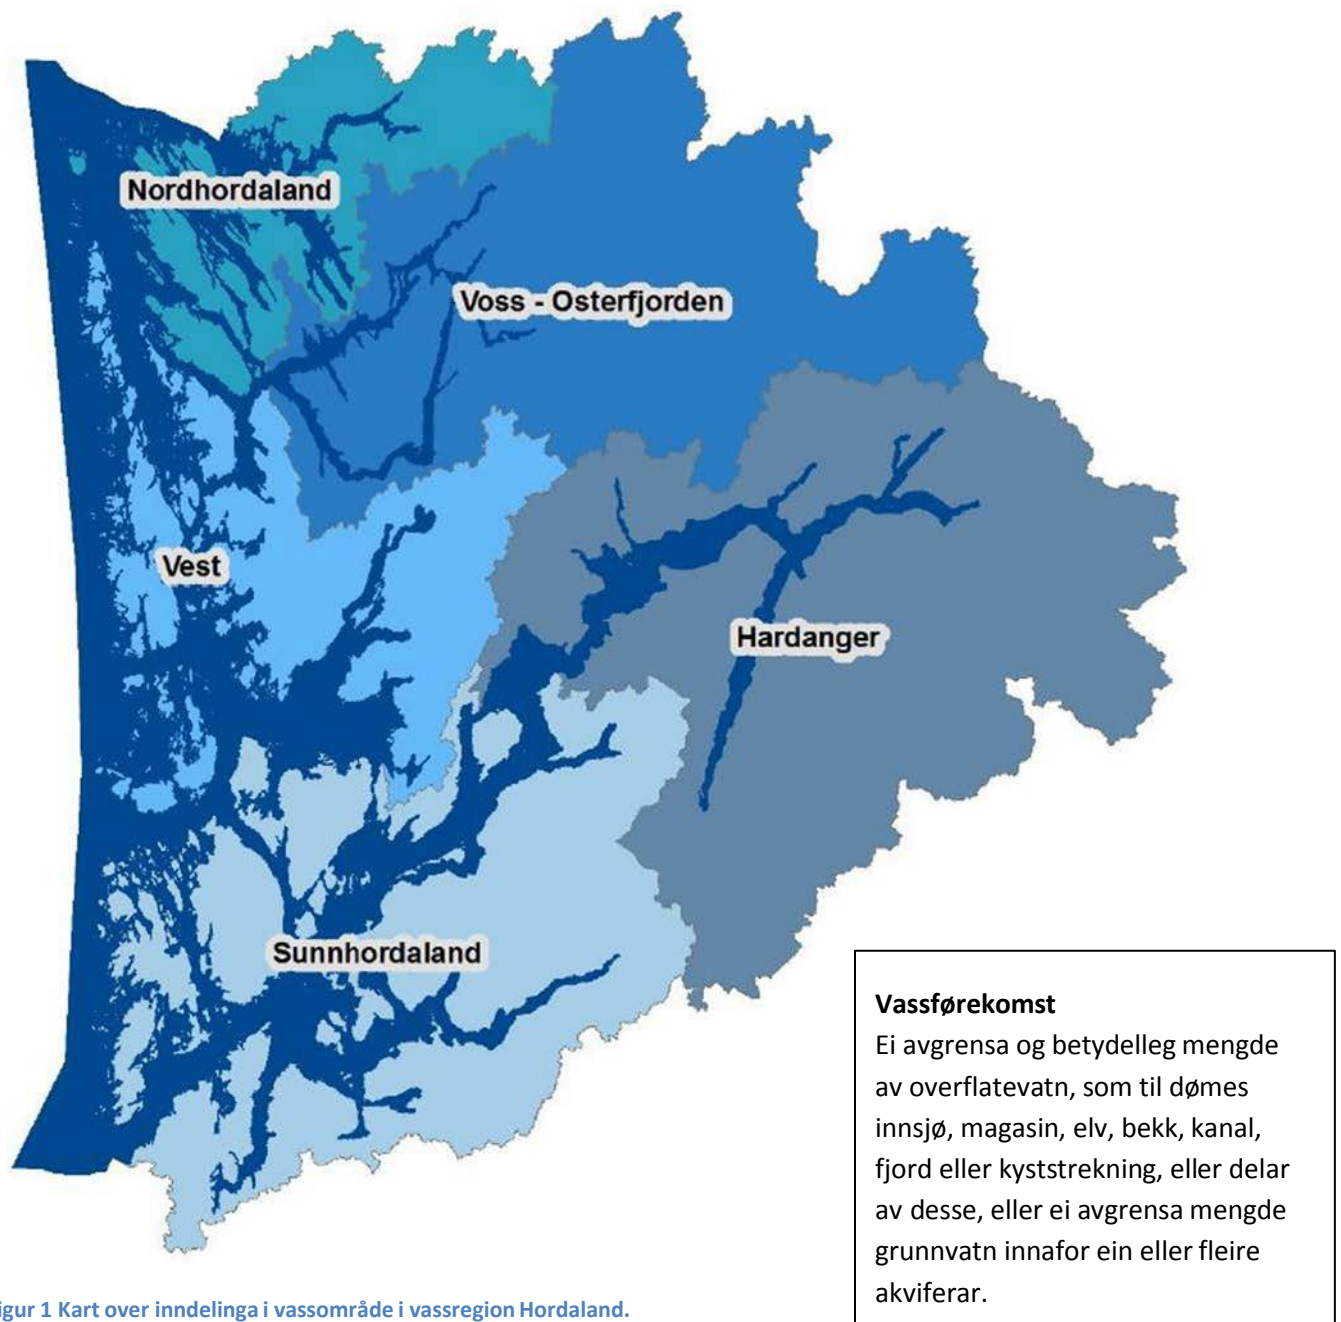 Nordhordaland
Voss - Osterfjorden
Vest
Hardanger
Sunnhordaland
Vassførekomst
Ei avgrensa og betydelleg mengde
av overflatevatn, som til dømes
innsjø, magasin, elv, bekk, kanal,
fjord eller kyststrekning, eller delar
av desse, eller ei avgrensa mengde
grunnvatn innafor ein eller fleire
akviferar.
igur 1 Kart over inndelinga i vassområde i vassregion Hordaland.